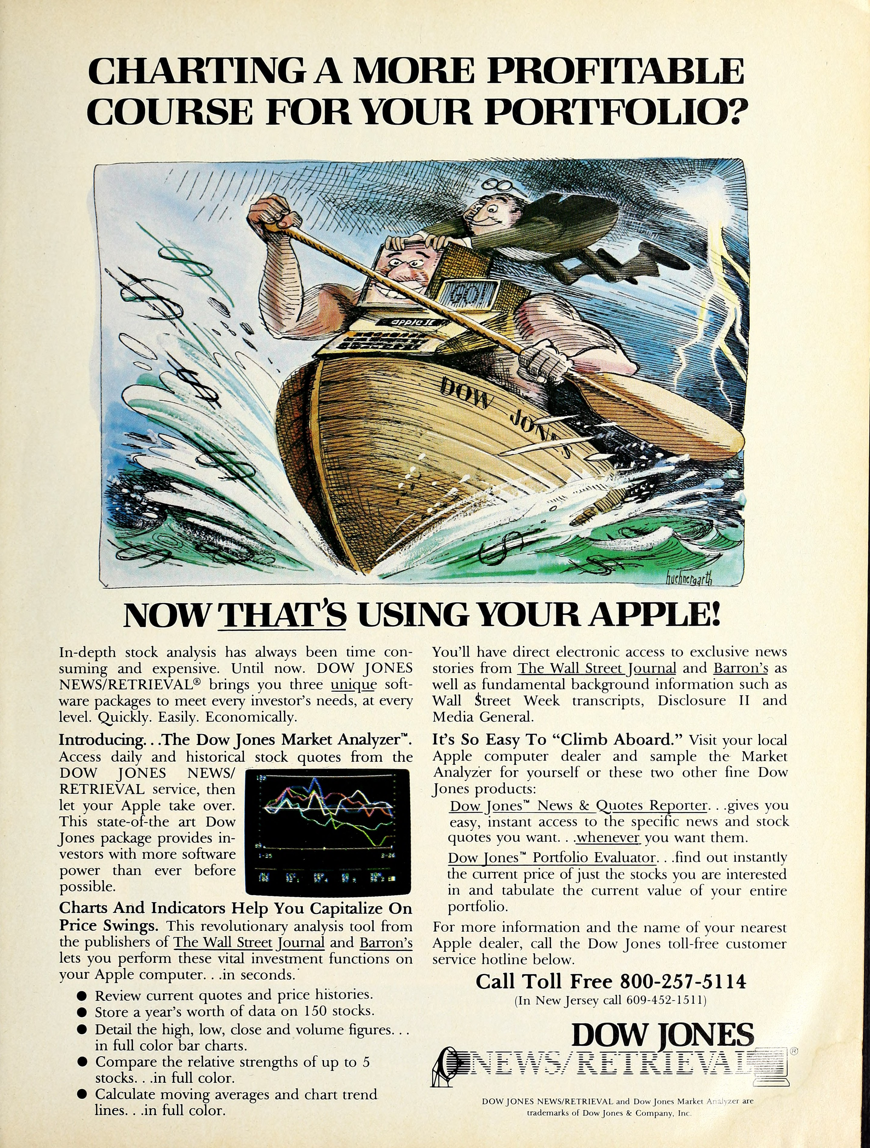 CHARTING A MORE PROFITABLE
COURSE FOR YOUR PORTFOLIO?
GO!
apple II
DOW JONES
huehnergarth
NOW THAT'S USING YOUR APPLE!
In-depth stock analysis has always been time con-
suming and expensive. Until now. DOW JONES
NEWS/RETRIEVAL® brings you three unique soft-
ware packages to meet every investor's needs, at every
level. Quickly. Easily. Economically.
Introducing. . .The Dow Jones Market Analyzer™.
Access daily and historical stock quotes from the
DOW JONES NEWS/
RETRIEVAL service, then
let your Apple take over.
This state-of-the art Dow
Jones package provides in-
vestors with more software
power than ever before
possible.
Charts And Indicators Help You Capitalize On
Price Swings. This revolutionary analysis tool from
the publishers of The Wall Street Journal and Barron's
lets you perform these vital investment functions on
your Apple computer. . .in seconds.
● Review current quotes and price histories.
● Store a year's worth of data on 150 stocks.
● Detail the high, low, close and volume figures. . .
in full color bar charts.
● Compare the relative strengths of up to 5
stocks. . .in full color.
● Calculate moving averages and chart trend
lines. . .in full color.
You'll have direct electronic access to exclusive news
stories from The Wall Street Journal and Barron's as
well as fundamental background information such as
Wall $treet Week transcripts, Disclosure II and
Media General.
It's So Easy To “Climb Aboard.” Visit your local
Apple computer dealer and sample the Market
Analyzer for yourself or these two other fine Dow
Jones products:
Dow Jones™ News & Quotes Reporter. . .gives you
easy, instant access to the specific news and stock
quotes you want. . .whenever you want them.
Dow Jones™ Portfolio Evaluator. . .find out instantly
the current price of just the stocks you are interested
in and tabulate the current value of your entire
portfolio.
For more information and the name of your nearest
Apple dealer, call the Dow Jones toll-free customer
service hotline below.
Call Toll Free 800-257-5114
(In New Jersey call 609-452-1511)
DOW JONES
NEWS/RETRIEVAL®
DOW JONES NEWS/RETRIEVAL and Dow Jones Market Analyzer are
trademarks of Dow Jones & Company, Inc.